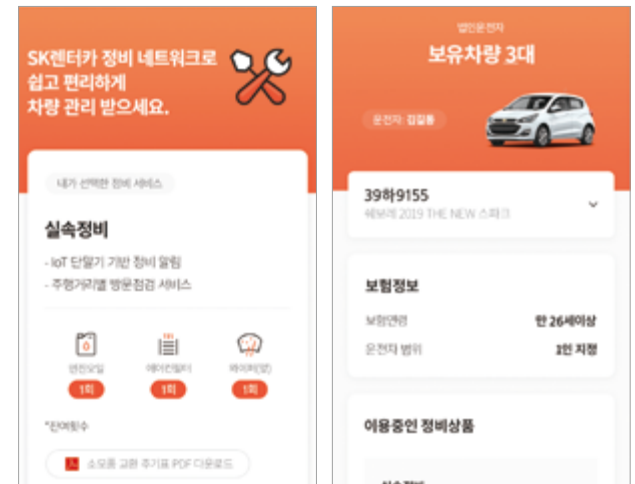 SK렌터카 정비 네트워크로
쉽고 편리하게
차량 관리 받으세요.
내가 선택한 정비 서비스
실속정비
- IoT 단말기 기반 정비 알림
- 주행거리별 방문점검 서비스
엔진오일
에어컨필터
와이퍼(앞)
1회
1회
1회
*잔여횟수
소모품 교환 주기표 PDF 다운로드
법인운전자
보유차량 3대
운전자: 김길동
39하9155
쉐보레 2019 THE NEW 스파크
보험정보
보험연령
만 26세이상
운전자 범위
1인 지정
이용중인 정비상품
실속정비